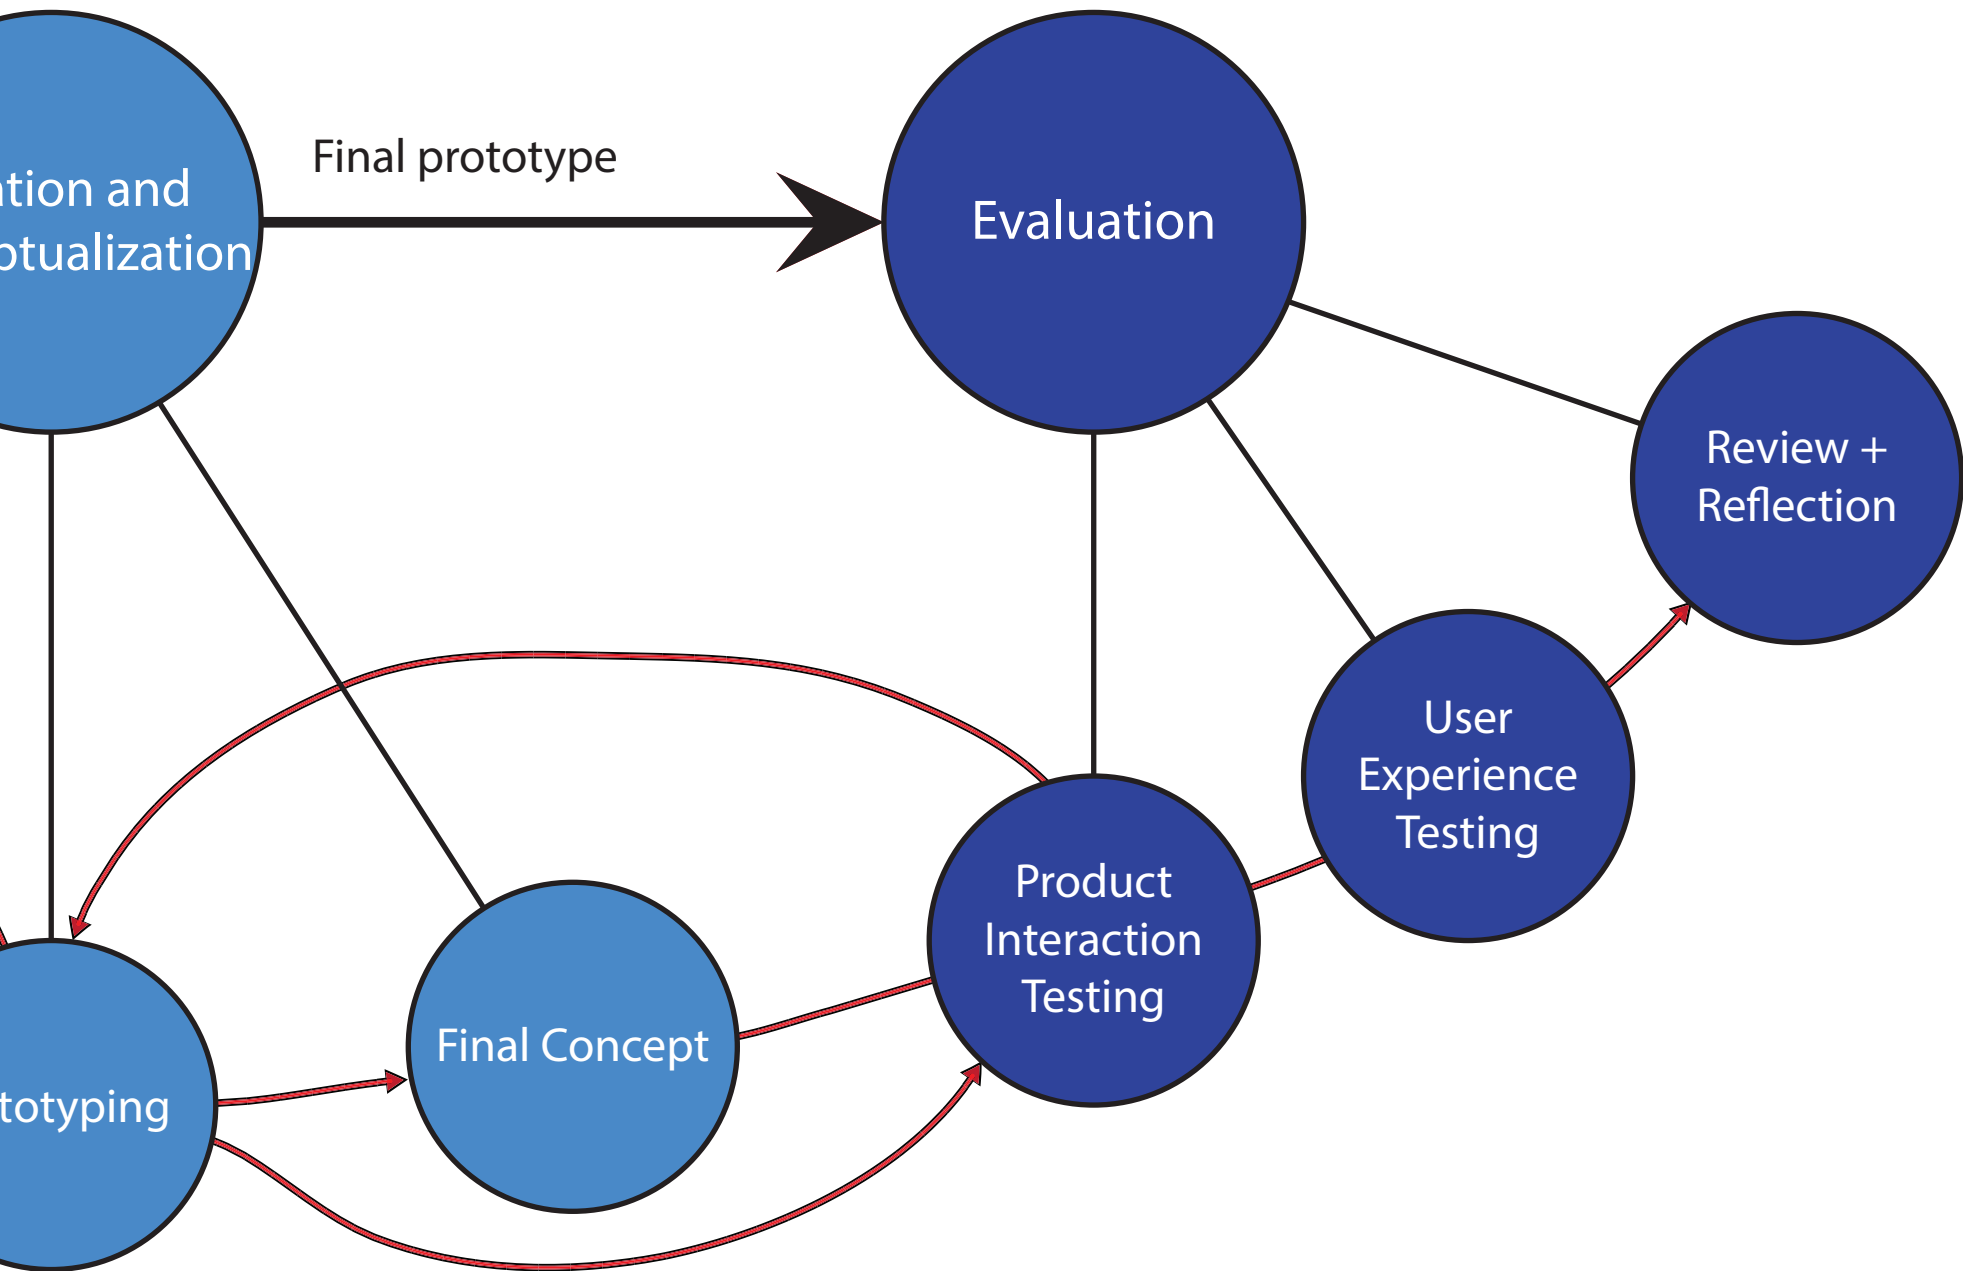 Final prototype
tion and
ptualization
Evaluation
Review +
Reflection
User
Experience
Testing
Product
Interaction
Testing
Final Concept
totyping